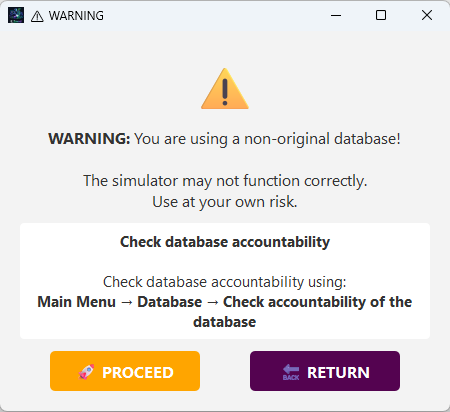 WARNING
WARNING: You are using a non-original database!
The simulator may not function correctly.
Use at your own risk.
Check database accountability
Check database accountability using:
Main Menu → Database → Check accountability of the
database
PROCEED
BACK RETURN